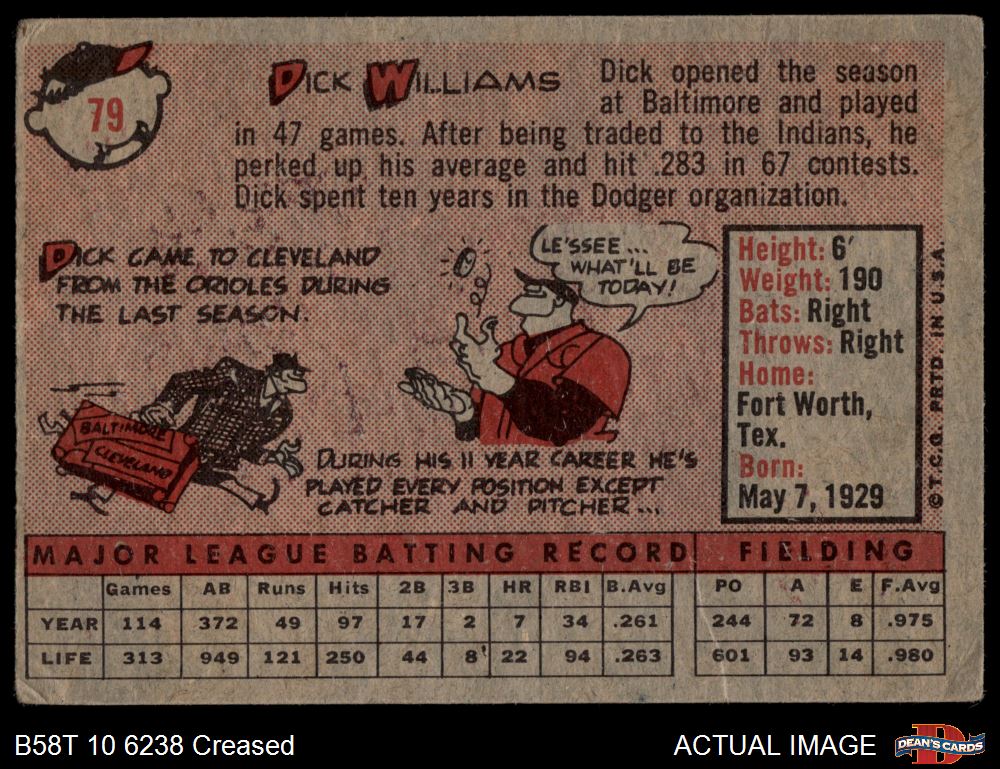 79
DICK WILLIAMS
Dick opened the season
at Baltimore and played
in 47 games. After being traded to the Indians, he
perked up his average and hit .283 in 67 contests.
Dick spent ten years in the Dodger organization.
DICK CAME TO CLEVELAND
FROM THE ORIOLES DURING
THE LAST SEASON.
BALTIMORE
CLEVELAND
LE'SSEE...
WHAT'LL BE
TODAY!
C
DURING HIS 11 YEAR CAREER HE'S
PLAYED EVERY POSITION EXCEPT
CATCHER AND PITCHER...
Height: 6'
Weight: 190
Bats: Right
Throws: Right
Home:
Fort Worth,
Tex.
Born:
May 7, 1929
© T.C.G. PRTD. IN U.S.A.
MAJOR LEAGUE BATTING RECORD FIELDING
Games AB Runs Hits 2B 3B HR RBI B.Avg PO A E F.Avg
YEAR 114 372 49 97 17 2 7 34 .261 244 72 8 .975
LIFE 313 949 121 250 44 8 22 94 .263 601 93 14 .980
B58T 10 6238 Creased
ACTUAL IMAGE
D
DEAN'S CARDS